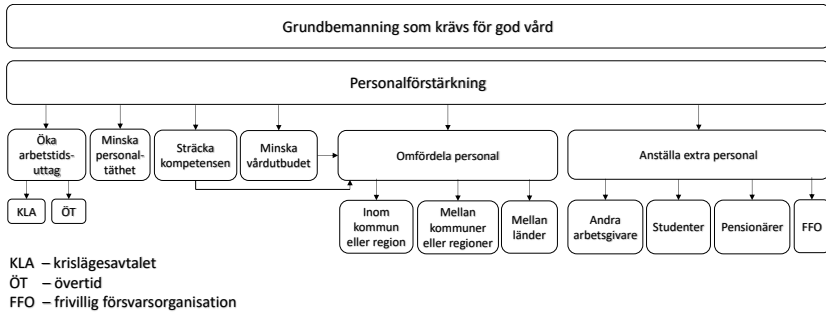 Grundbemanning som krävs för god vård
Personalförstärkning
Öka
arbetstids-
uttag
Minska
personal-
täthet
Sträcka
kompetensen
Minska
vårdutbudet
Omfördela personal
Anställa extra personal
KLA
ÖT
Inom
kommun
eller region
Mellan
kommuner
eller regioner
Mellan
länder
Andra
arbetsgivare
Studenter
Pensionärer
FFO
KLA – krislägesavtalet
ÖT – övertid
FFO – frivillig försvarsorganisation